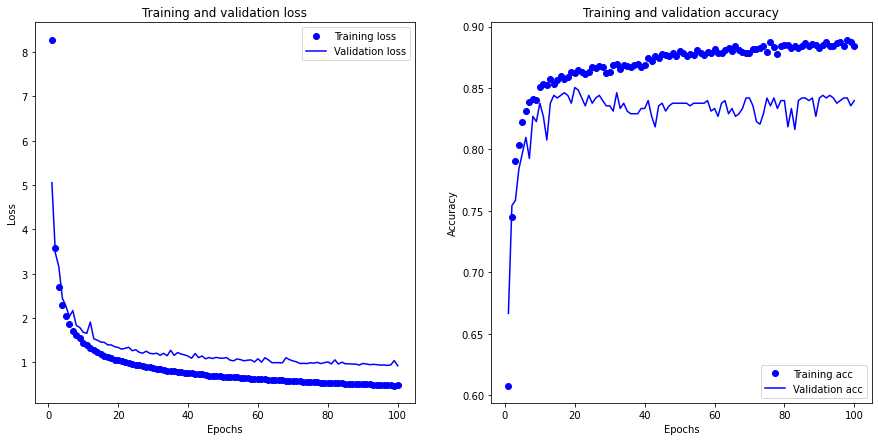 Training and validation loss
Training loss
Validation loss
8
7
6
5
4
3
2
1
Loss
0
20
40
60
80
100
Epochs
Training and validation accuracy
0.90
0.85
0.80
0.75
0.70
0.65
0.60
Accuracy
Training acc
Validation acc
0
20
40
60
80
100
Epochs